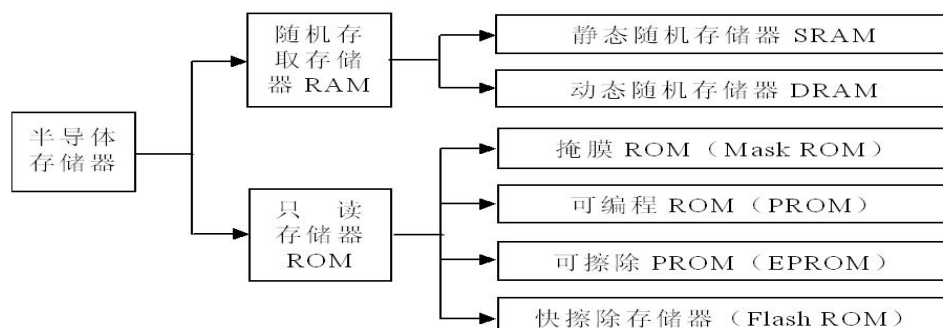 半导体
存储器
随机存
取存储
器 RAM
静态随机存储器 SRAM
动态随机存储器 DRAM
只 读
存储器
ROM
掩膜 ROM（Mask ROM）
可编程 ROM（PROM）
可擦除 PROM（EPROM）
快擦除存储器（Flash ROM）